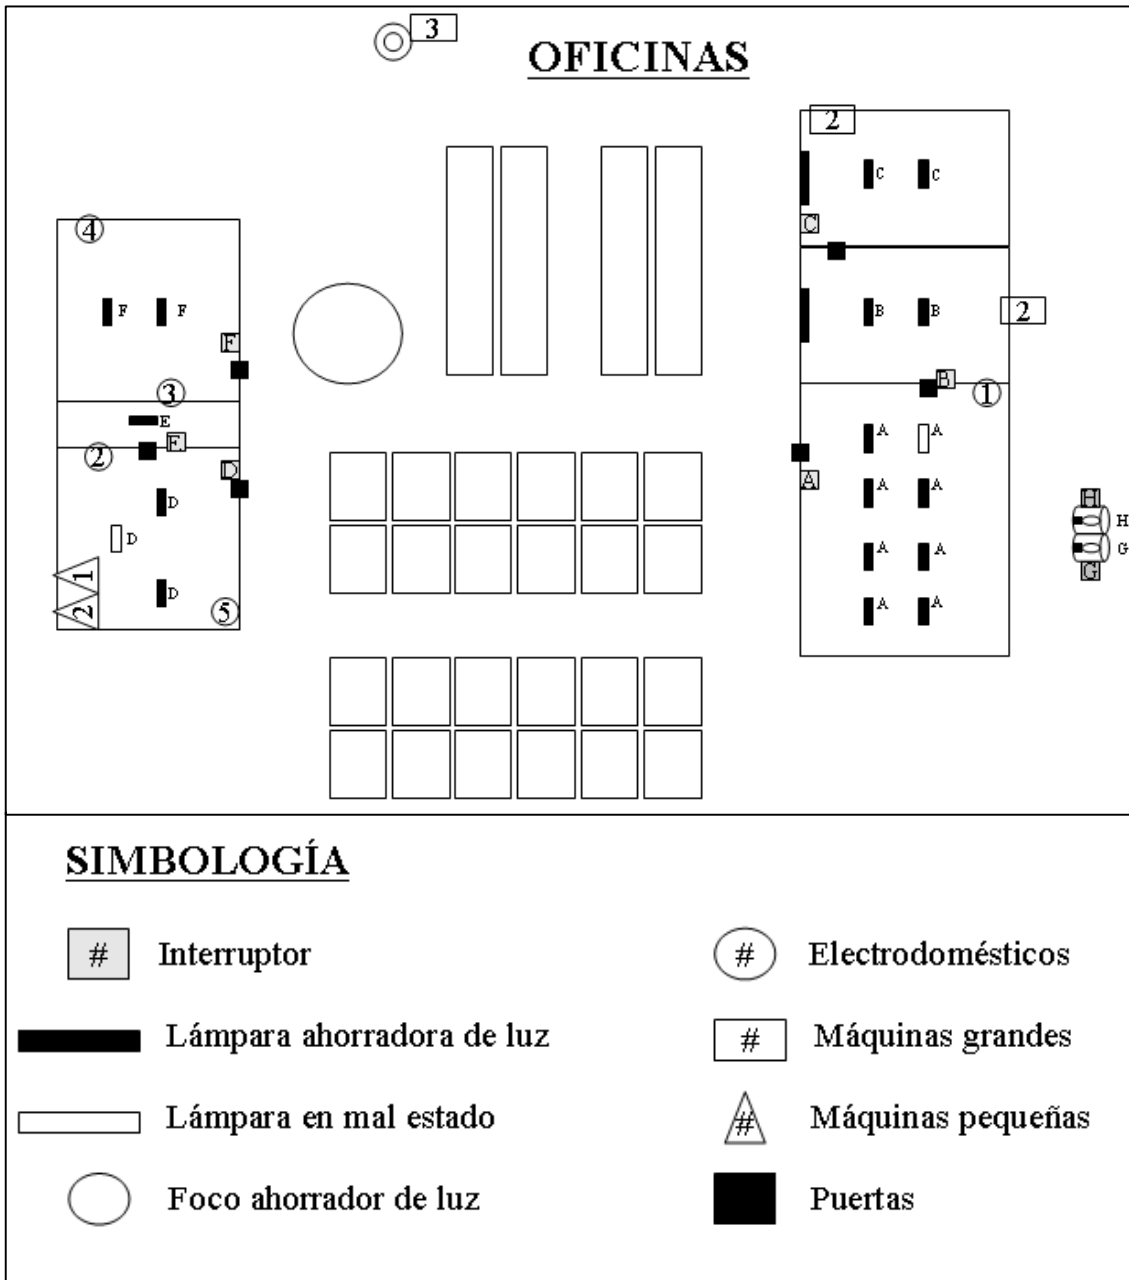 3
OFICINAS
2
C C
C
4
F F
F
B B
2
3
B
1
E
E
2
D
A A
A
D
A A
D
H
H
G
G
A A
1
2
D
5
A A
SIMBOLOGÍA
# Interruptor
# Electrodomésticos
Lámpara ahorradora de luz
# Máquinas grandes
Lámpara en mal estado
# Máquinas pequeñas
Foco ahorrador de luz
Puertas